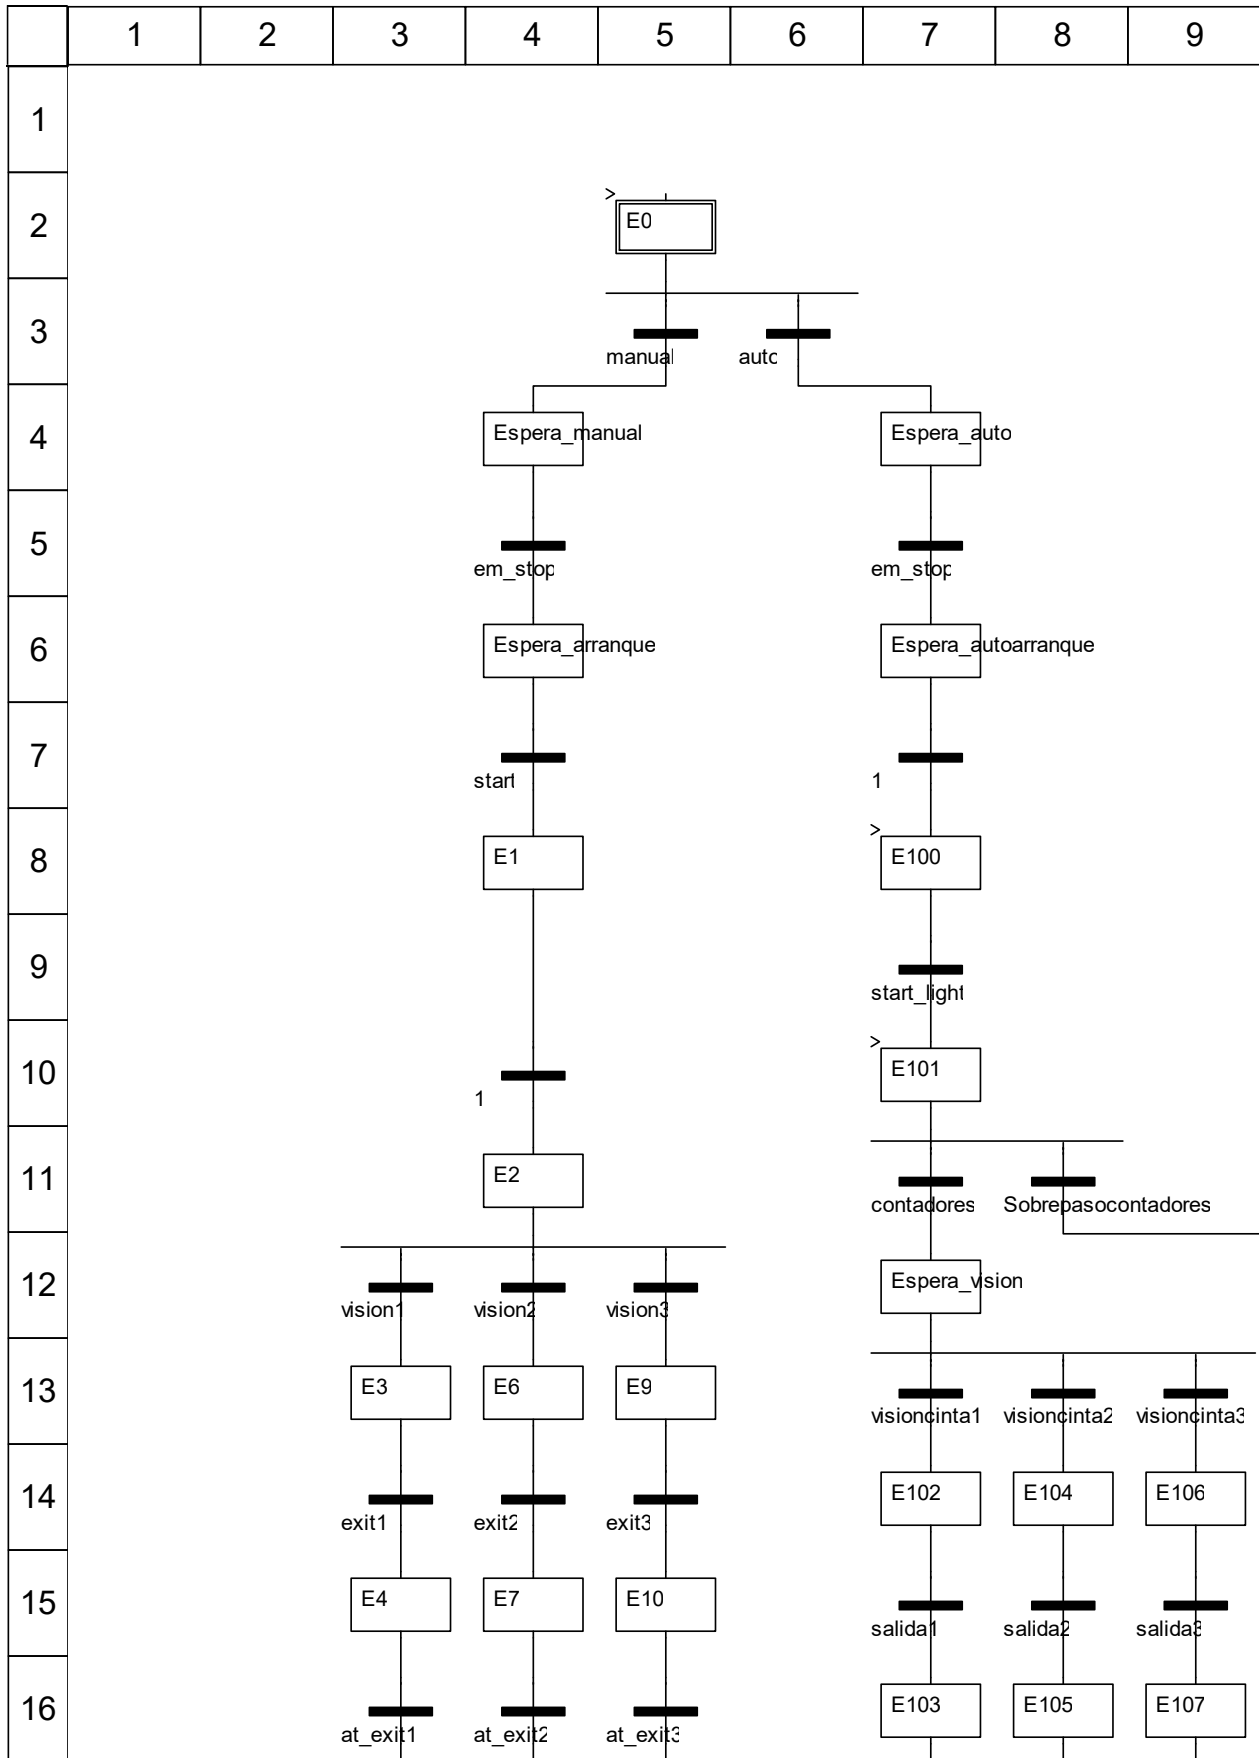 1 2 3 4 5 6 7 8 9
1
2
E0
3
manual auto
4
Espera_manual Espera_auto
5
em_stop em_stop
6
Espera_arranque Espera_autoarranque
7
start 1
8
E1 E100
9
start_light
10
1 E101
11
E2 contadores Sobrepasocontadores
12
vision1 vision2 vision3 Espera_vision
13
E3 E6 E9 visioncinta1 visioncinta2 visioncinta3
14
exit1 exit2 exit3 E102 E104 E106
15
E4 E7 E10 salida1 salida2 salida3
16
at_exit1 at_exit2 at_exit3 E103 E105 E107